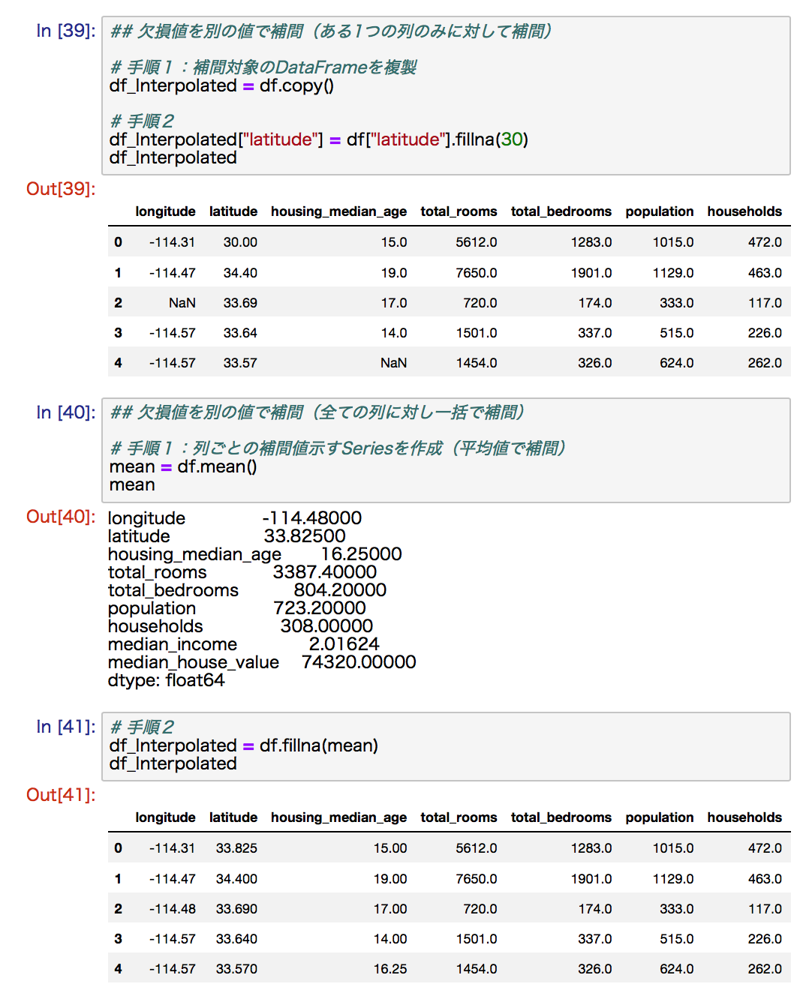 In [39]:
## 欠損値を別の値で補間（ある1つの列のみに対して補間）
# 手順１：補間対象のDataFrameを複製
df_Interpolated = df.copy()
# 手順２
df_Interpolated["latitude"] = df["latitude"].fillna(30)
df_Interpolated
Out[39]:
longitude latitude housing_median_age total_rooms total_bedrooms population households
0 -114.31 30.00 15.0 5612.0 1283.0 1015.0 472.0
1 -114.47 34.40 19.0 7650.0 1901.0 1129.0 463.0
2 NaN 33.69 17.0 720.0 174.0 333.0 117.0
3 -114.57 33.64 14.0 1501.0 337.0 515.0 226.0
4 -114.57 33.57 NaN 1454.0 326.0 624.0 262.0
In [40]:
## 欠損値を別の値で補間（全ての列に対し一括で補間）
# 手順１：列ごとの補間値示すSeriesを作成（平均値で補間）
mean = df.mean()
mean
Out[40]:
longitude -114.48000
latitude 33.82500
housing_median_age 16.25000
total_rooms 3387.40000
total_bedrooms 804.20000
population 723.20000
households 308.00000
median_income 2.01624
median_house_value 74320.00000
dtype: float64
In [41]:
# 手順２
df_Interpolated = df.fillna(mean)
df_Interpolated
Out[41]:
longitude latitude housing_median_age total_rooms total_bedrooms population households
0 -114.31 33.825 15.00 5612.0 1283.0 1015.0 472.0
1 -114.47 34.400 19.00 7650.0 1901.0 1129.0 463.0
2 -114.48 33.690 17.00 720.0 174.0 333.0 117.0
3 -114.57 33.640 14.00 1501.0 337.0 515.0 226.0
4 -114.57 33.570 16.25 1454.0 326.0 624.0 262.0